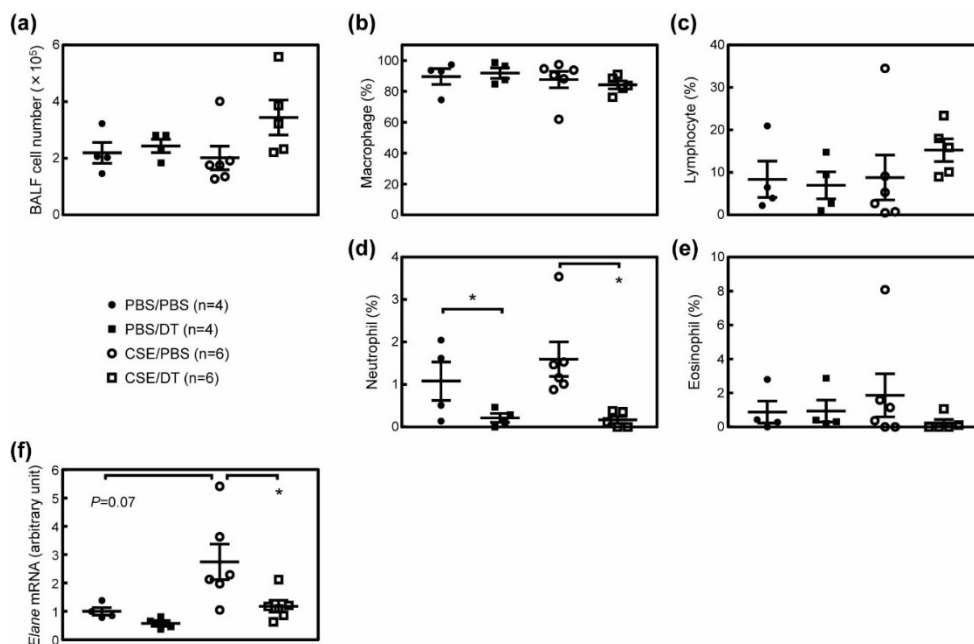 (a)
BALF cell number (× 10⁵)
6
4
2
0
(b)
Macrophage (%)
100
80
60
40
20
0
(c)
Lymphocyte (%)
40
30
20
10
0
PBS/PBS (n=4)
PBS/DT (n=4)
CSE/PBS (n=6)
CSE/DT (n=6)
(d)
Neutrophil (%)
4
3
2
1
0
*
*
(e)
Eosinophil (%)
10
8
6
4
2
0
(f)
Elane mRNA (arbitrary unit)
6
5
4
3
2
1
0
P=0.07
*